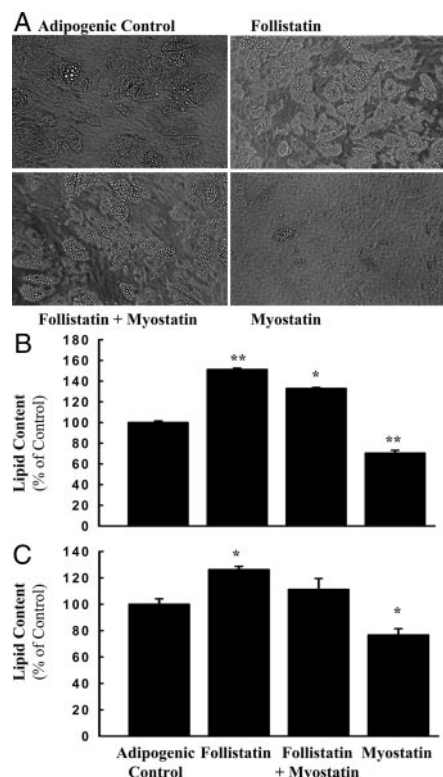 A
Adipogenic Control Follistatin
Follistatin + Myostatin Myostatin
B
Lipid Content
(% of Control)
180
160
140
120
100
80
60
40
20
0
**
*
**
C
Lipid Content
(% of Control)
140
120
100
80
60
40
20
0
*
*
Adipogenic Follistatin Follistatin Myostatin
Control + Myostatin